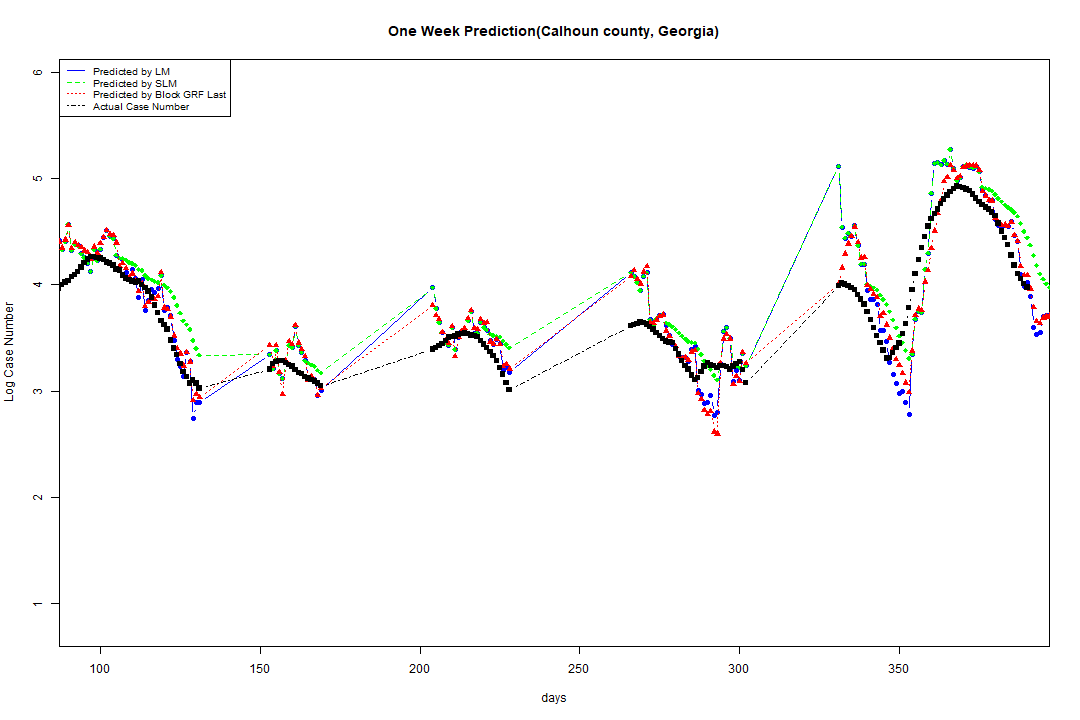 One Week Prediction(Calhoun county, Georgia)
Predicted by LM
Predicted by SLM
Predicted by Block GRF Last
Actual Case Number
6
5
4
3
2
1
Log Case Number
100 150 200 250 300 350
days